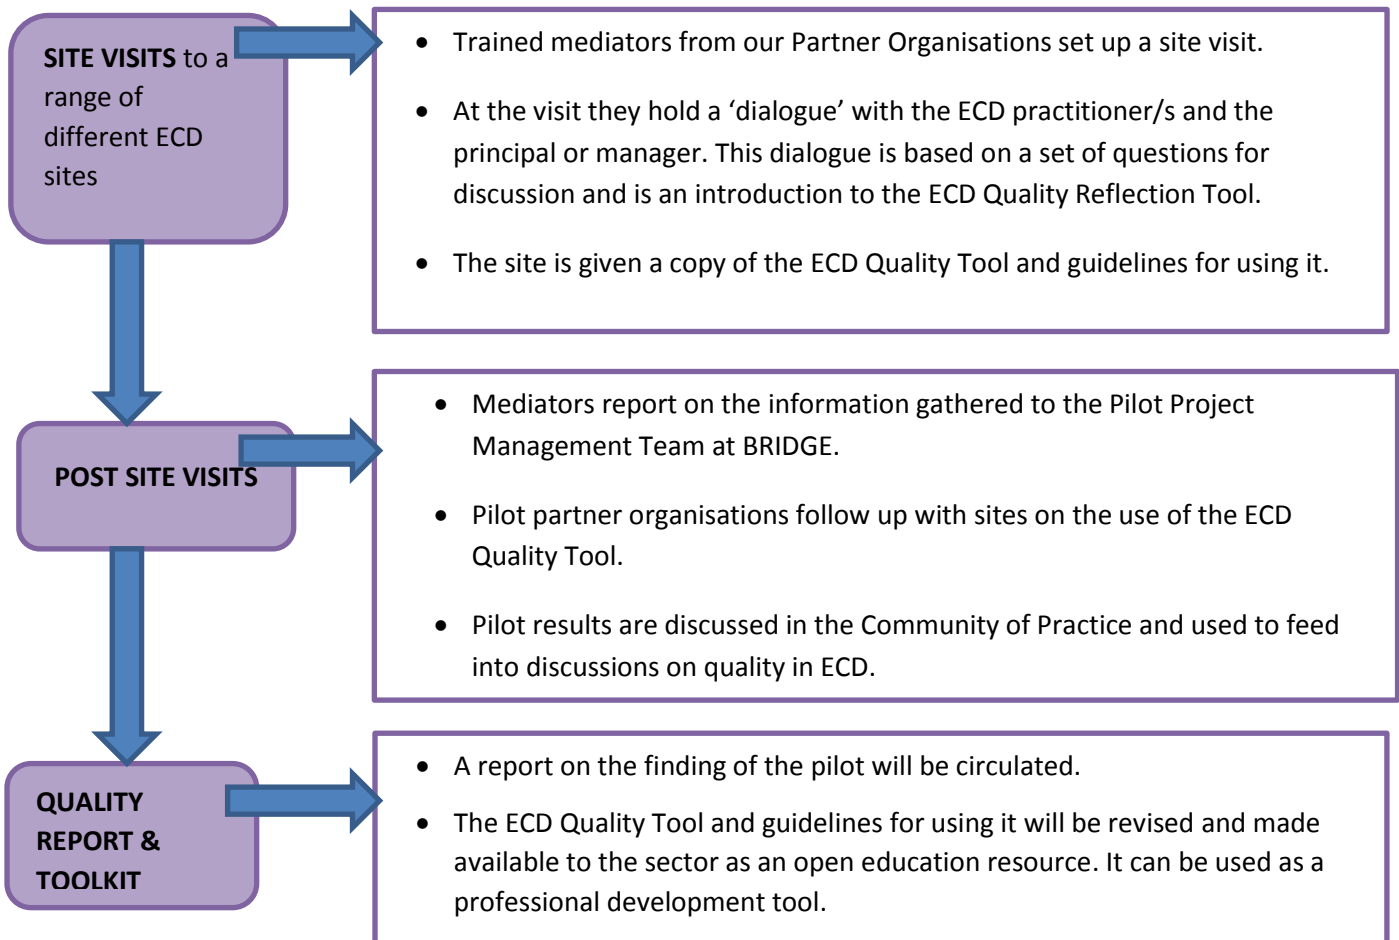 SITE VISITS to a
range of
different ECD
sites
• Trained mediators from our Partner Organisations set up a site visit.
• At the visit they hold a ‘dialogue’ with the ECD practitioner/s and the
principal or manager. This dialogue is based on a set of questions for
discussion and is an introduction to the ECD Quality Reflection Tool.
• The site is given a copy of the ECD Quality Tool and guidelines for using it.
POST SITE VISITS
• Mediators report on the information gathered to the Pilot Project
Management Team at BRIDGE.
• Pilot partner organisations follow up with sites on the use of the ECD
Quality Tool.
• Pilot results are discussed in the Community of Practice and used to feed
into discussions on quality in ECD.
QUALITY
REPORT &
TOOLKIT
• A report on the finding of the pilot will be circulated.
• The ECD Quality Tool and guidelines for using it will be revised and made
available to the sector as an open education resource. It can be used as a
professional development tool.